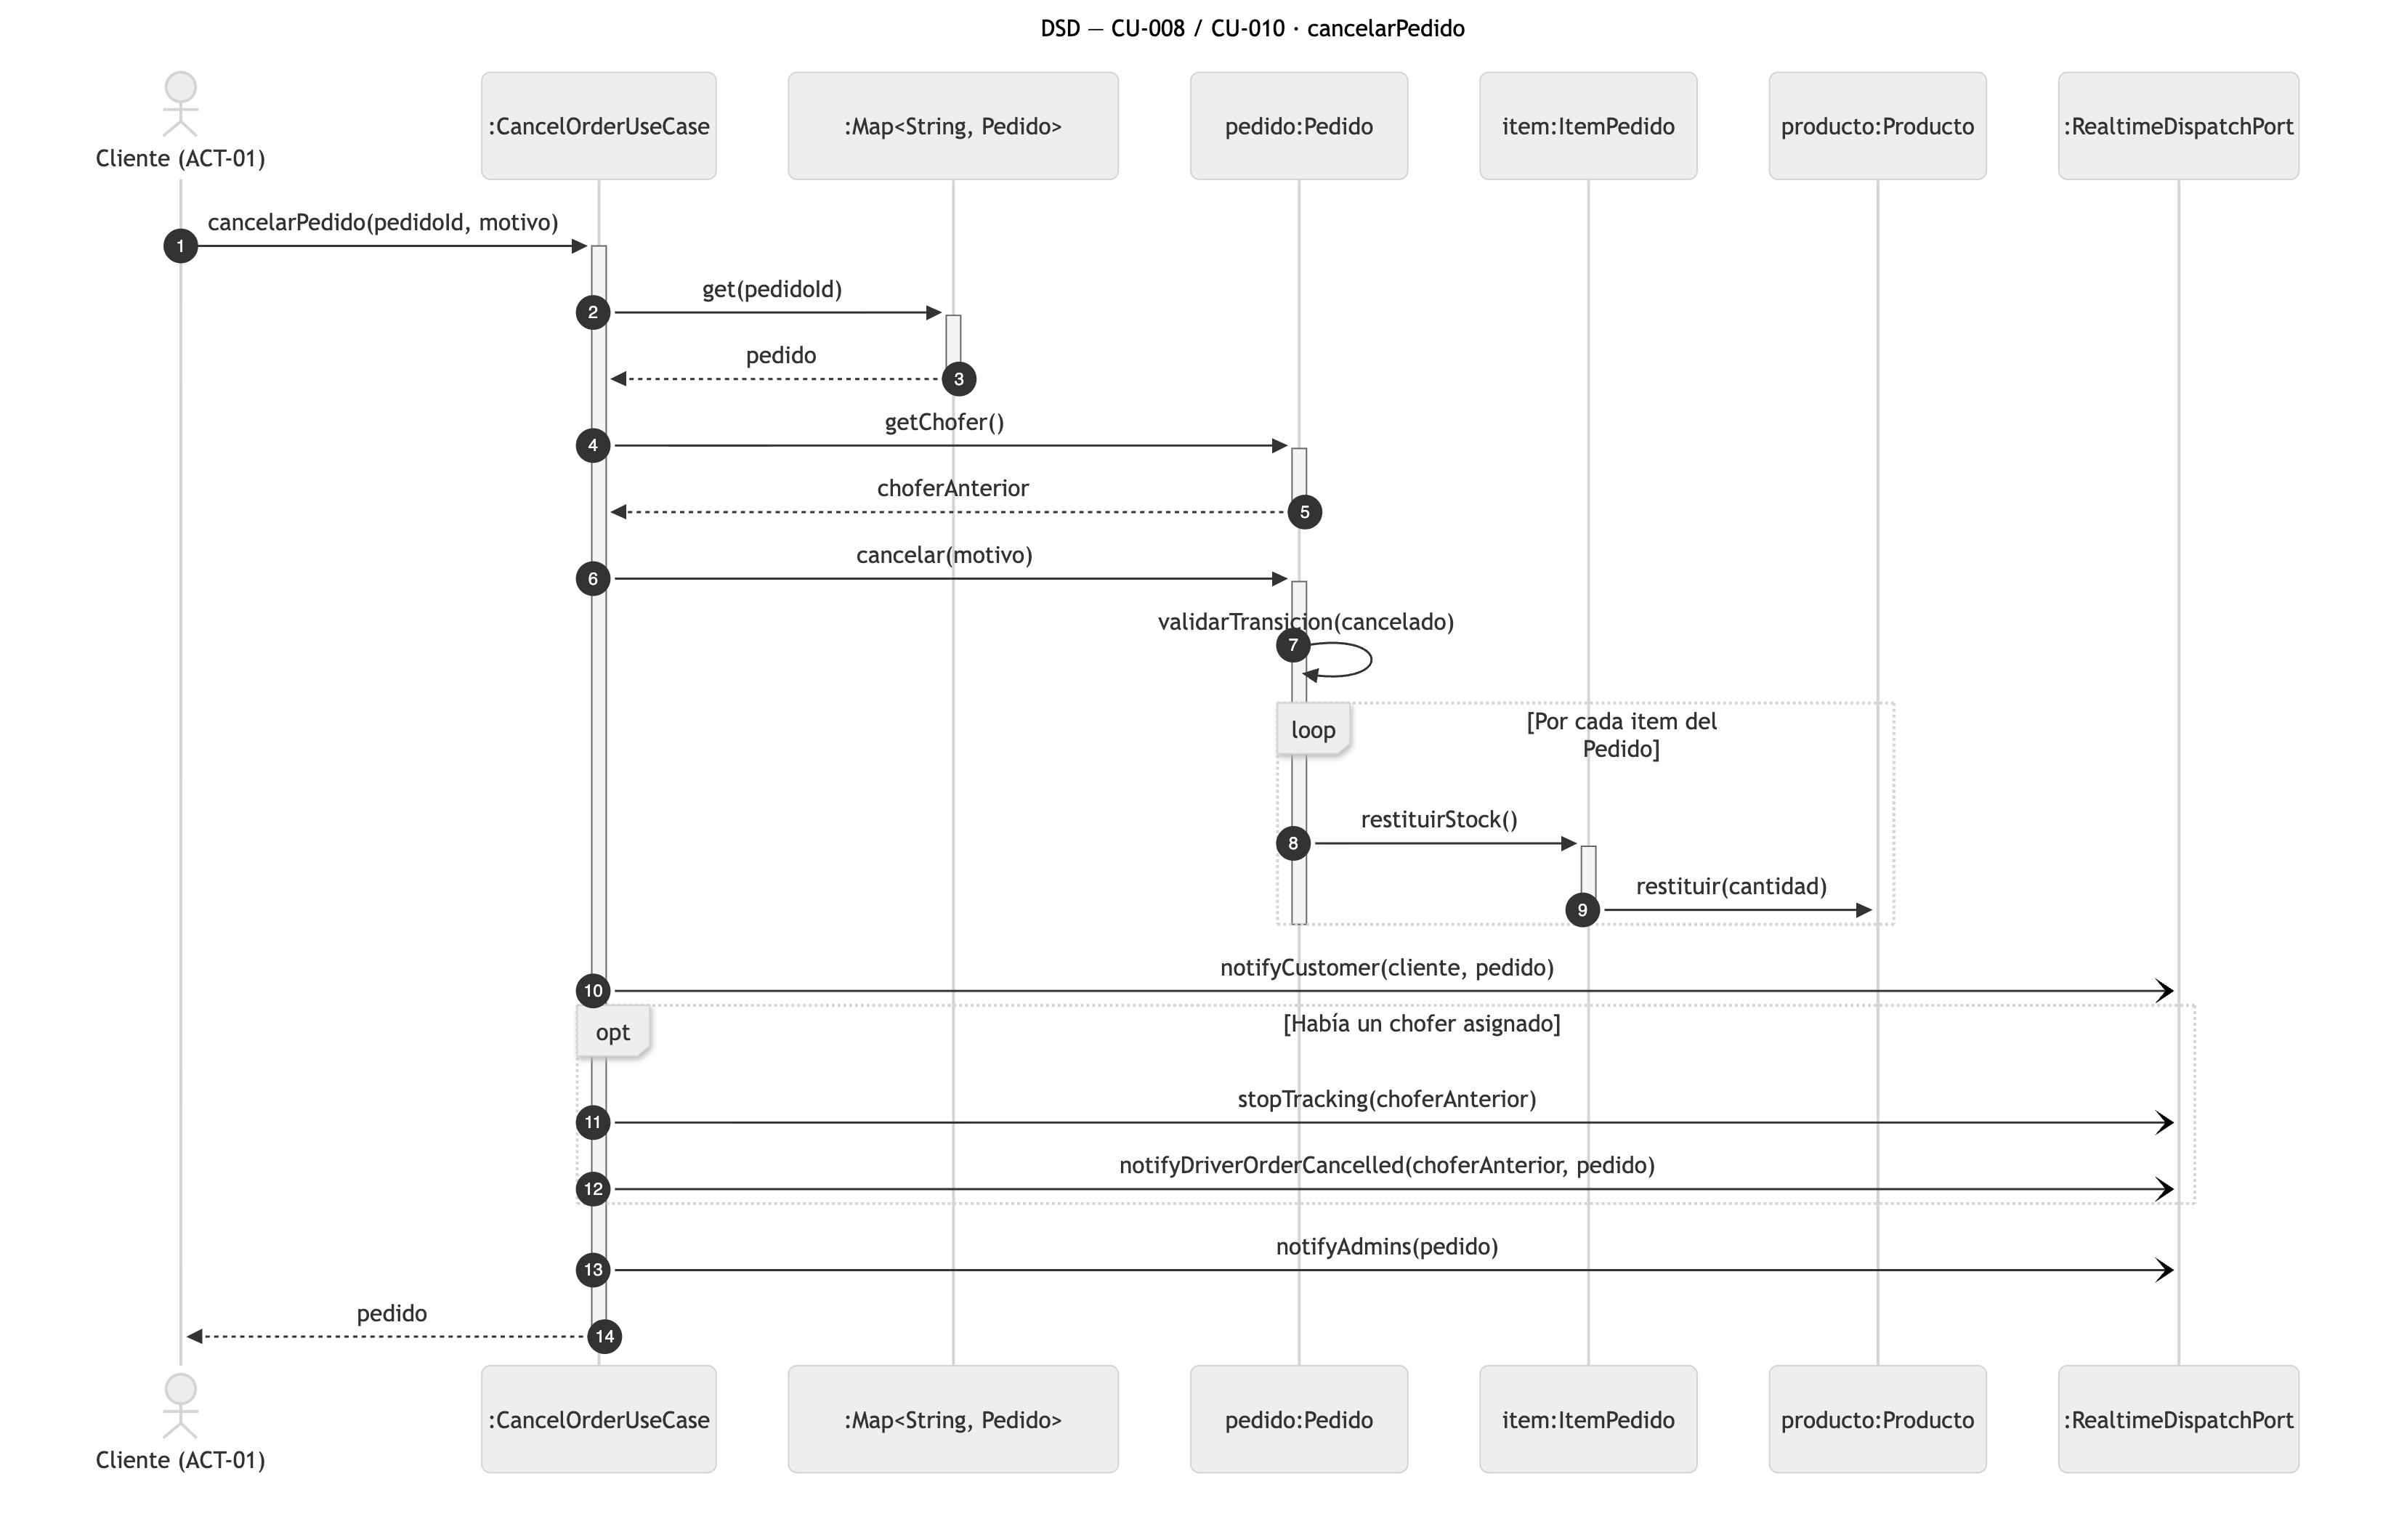 DSD — CU-008 / CU-010 · cancelarPedido
Cliente (ACT-01)
:CancelOrderUseCase
:Map<String, Pedido>
pedido:Pedido
item:ItemPedido
producto:Producto
:RealtimeDispatchPort
cancelarPedido(pedidoId, motivo)
1
get(pedidoId)
2
pedido
3
getChofer()
4
choferAnterior
5
cancelar(motivo)
6
validarTransicion(cancelado)
7
loop
[Por cada item del
Pedido]
restituirStock()
8
restituir(cantidad)
9
notifyCustomer(cliente, pedido)
10
opt
[Había un chofer asignado]
stopTracking(choferAnterior)
11
notifyDriverOrderCancelled(choferAnterior, pedido)
12
notifyAdmins(pedido)
13
pedido
14
Cliente (ACT-01)
:CancelOrderUseCase
:Map<String, Pedido>
pedido:Pedido
item:ItemPedido
producto:Producto
:RealtimeDispatchPort